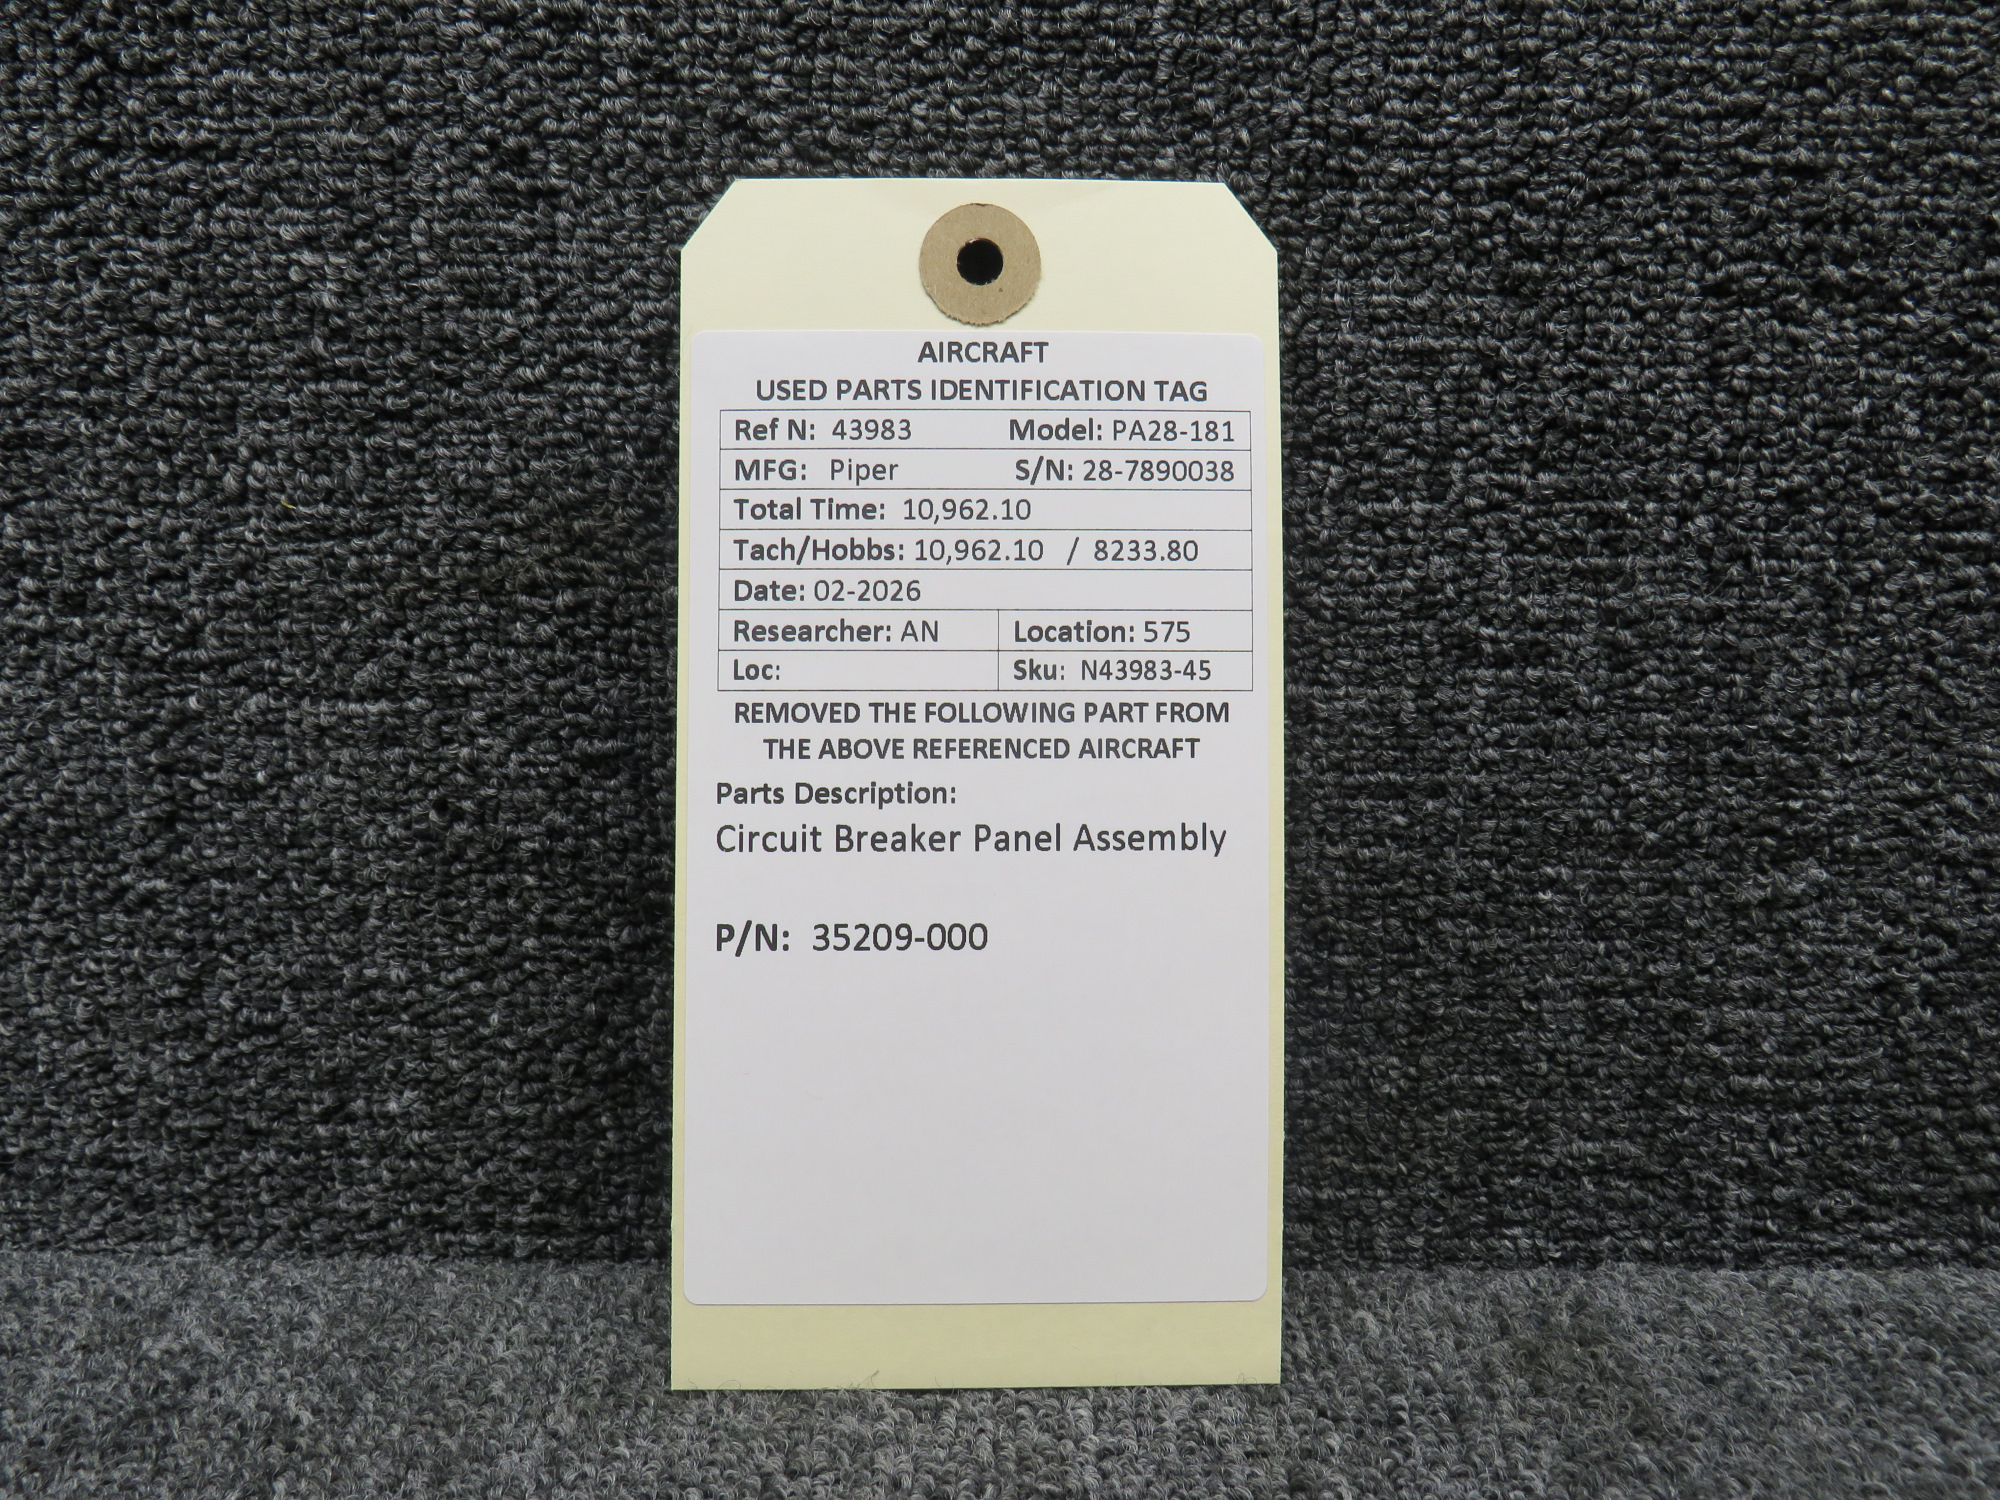 AIRCRAFT
USED PARTS IDENTIFICATION TAG
Ref N: 43983 Model: PA28-181
MFG: Piper S/N: 28-7890038
Total Time: 10,962.10
Tach/Hobbs: 10,962.10 / 8233.80
Date: 02-2026
Researcher: AN Location: 575
Loc: Sku: N43983-45
REMOVED THE FOLLOWING PART FROM
THE ABOVE REFERENCED AIRCRAFT
Parts Description:
Circuit Breaker Panel Assembly
P/N: 35209-000